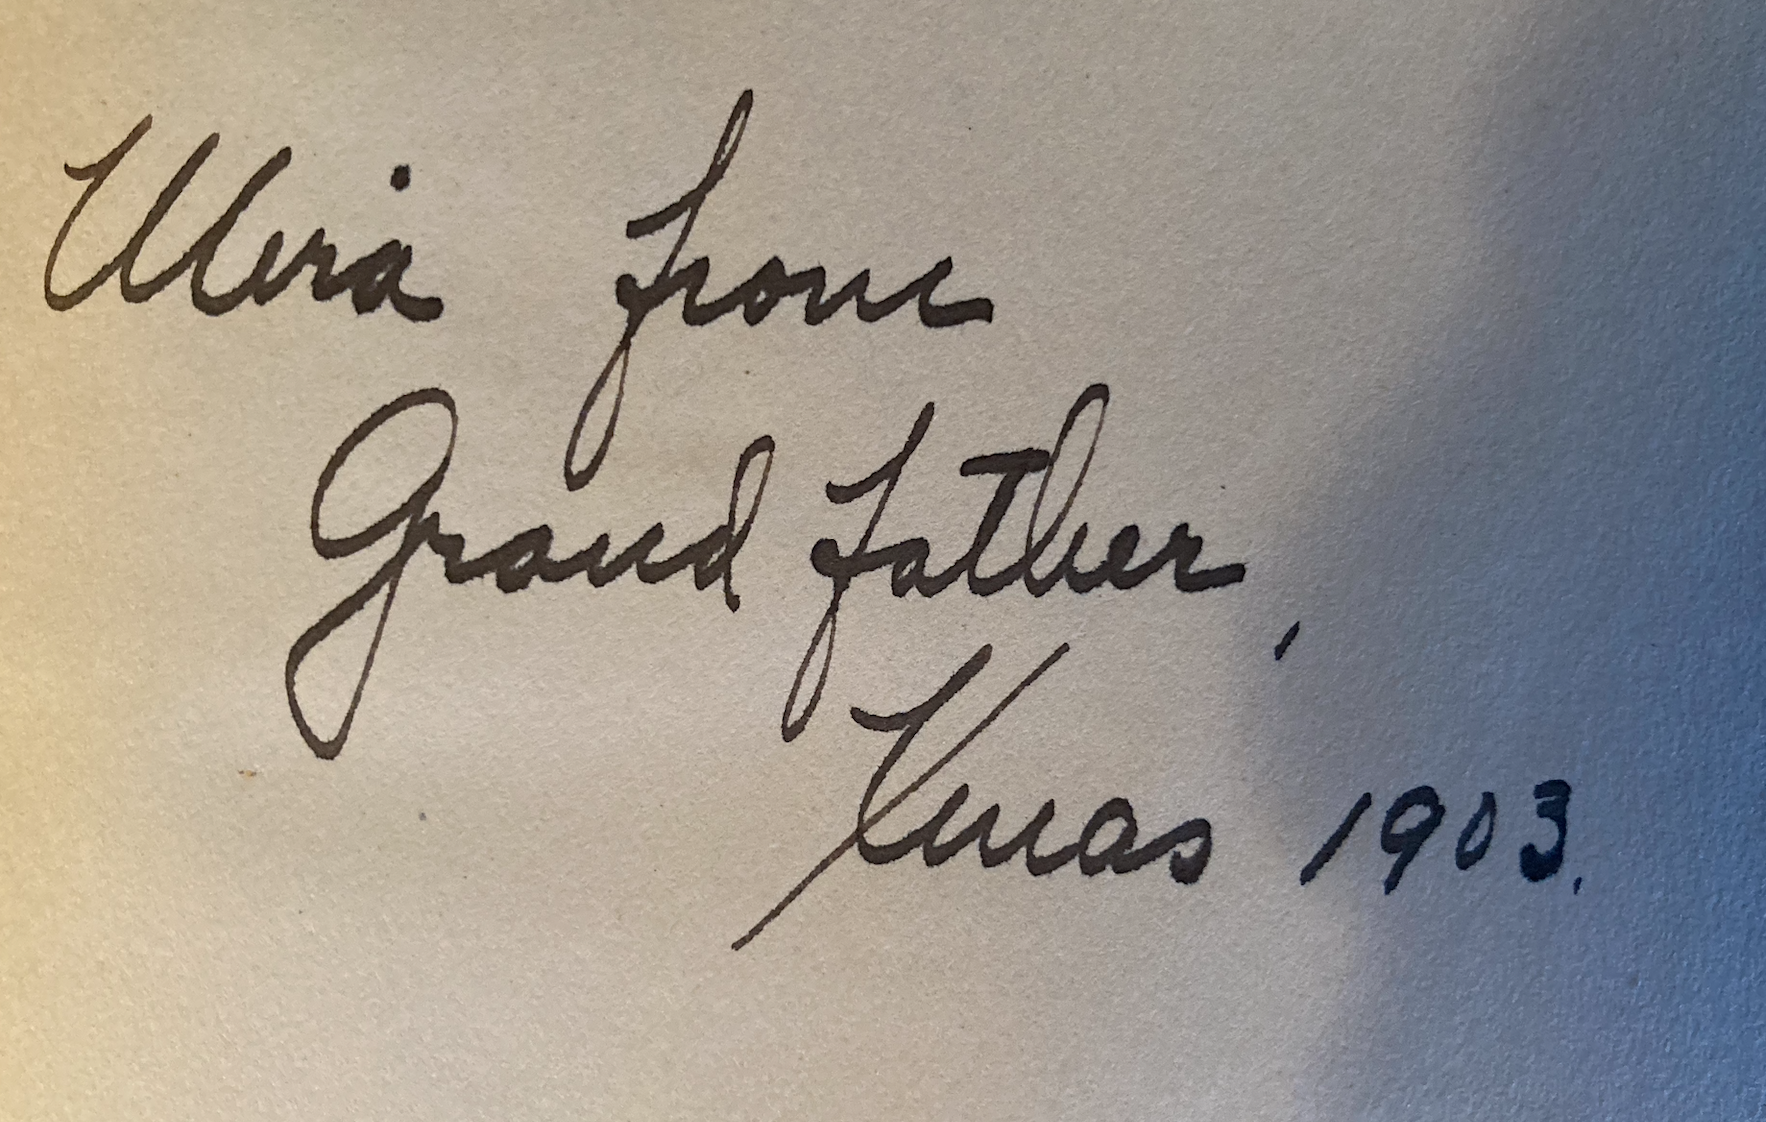 Mira from
Grand Father,
Xmas 1903.